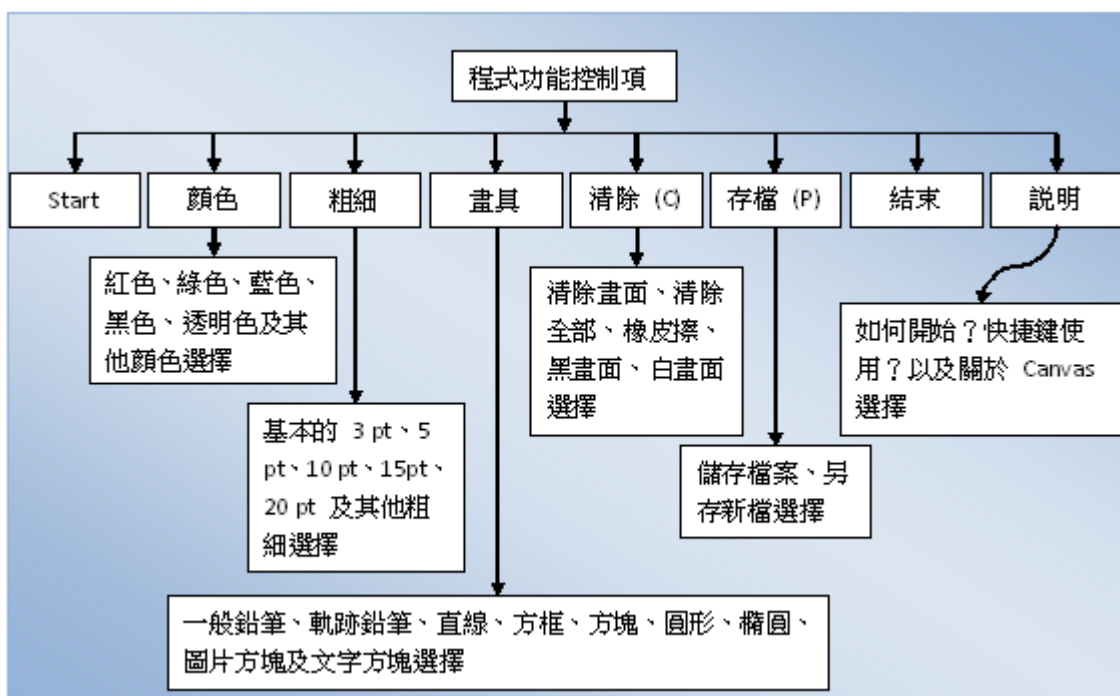 程式功能控制項
Start
顏色
粗細
畫具
清除 (C)
存檔 (P)
結束
說明
紅色、綠色、藍色、
黑色、透明色及其
他顏色選擇
基本的 3 pt、5
pt、10 pt、15pt、
20 pt 及其他粗
細選擇
一般鉛筆、軌跡鉛筆、直線、方框、方塊、圓形、橢圓、
圖片方塊及文字方塊選擇
清除畫面、清除
全部、橡皮擦、
黑畫面、白畫面
選擇
儲存檔案、另
存新檔選擇
如何開始？快捷鍵使
用？以及關於 Canvas
選擇